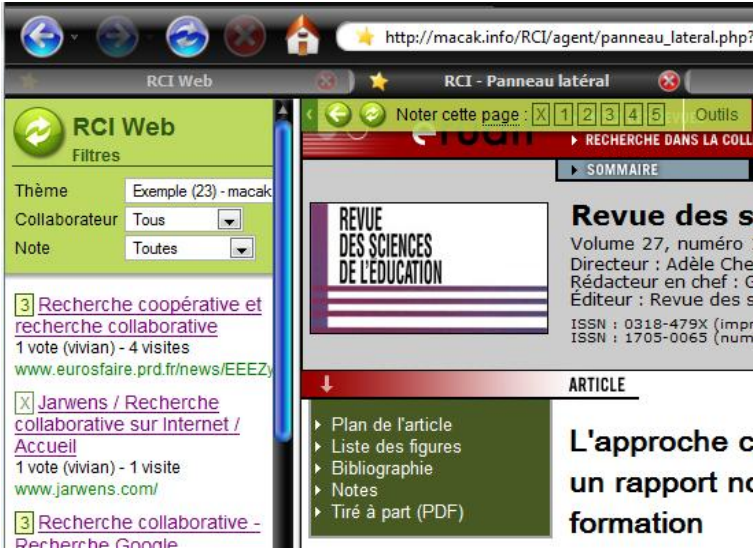 http://macak.info/RCI/agent/panneau_lateral.php?
RCI Web
RCI - Panneau latéral
RCI Web
Filtres
Thème Exemple (23) - macak
Collaborateur Tous
Note Toutes
3 Recherche coopérative et
recherche collaborative
1 vote (vivian) - 4 visites
www.eurosfaire.prd.fr/news/EEEZy
X Jarwens /  Recherche
collaborative sur Internet /
Accueil
1 vote (vivian) - 1 visite
www.jarwens.com/
3 Recherche collaborative -
Recherche Google
Noter cette page : X 1 2 3 4 5 Outils
RECHERCHE DANS LA COLL
SOMMAIRE
REVUE
DES SCIENCES
DE L'ÉDUCATION
Revue des s
Volume 27, numéro
Directeur : Adèle Che
Rédacteur en chef : G
Éditeur : Revue des s
ISSN : 0318-479X (impr
ISSN : 1705-0065 (num
ARTICLE
Plan de l'article
Liste des figures
Bibliographie
Notes
Tiré à part (PDF)
L'approche c
un rapport no
formation